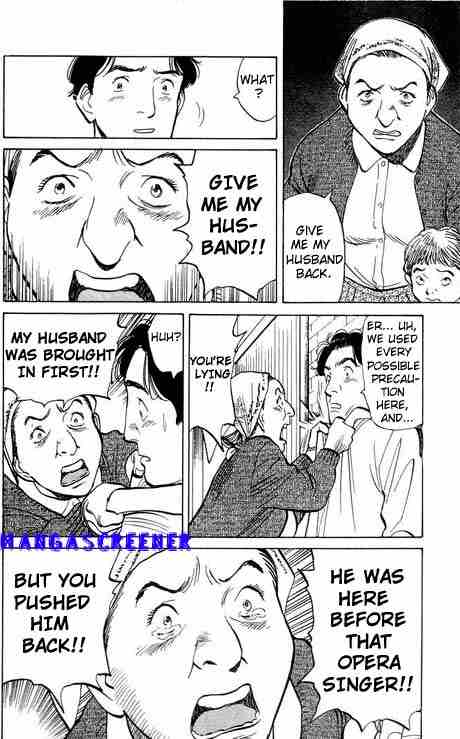 GIVE
ME MY
HUSBAND
BACK.
WHAT
?
GIVE
ME MY
HUS-
BAND!!
ER... UH,
WE USED
EVERY
POSSIBLE
PRECAU-
TION
HERE,
AND...
YOU'RE
LYING
!!
HUH?
MY HUSBAND
WAS BROUGHT
IN FIRST!!
MANGASCREENER
HE WAS
HERE
BEFORE
THAT
OPERA
SINGER!!
BUT YOU
PUSHED
HIM
BACK!!